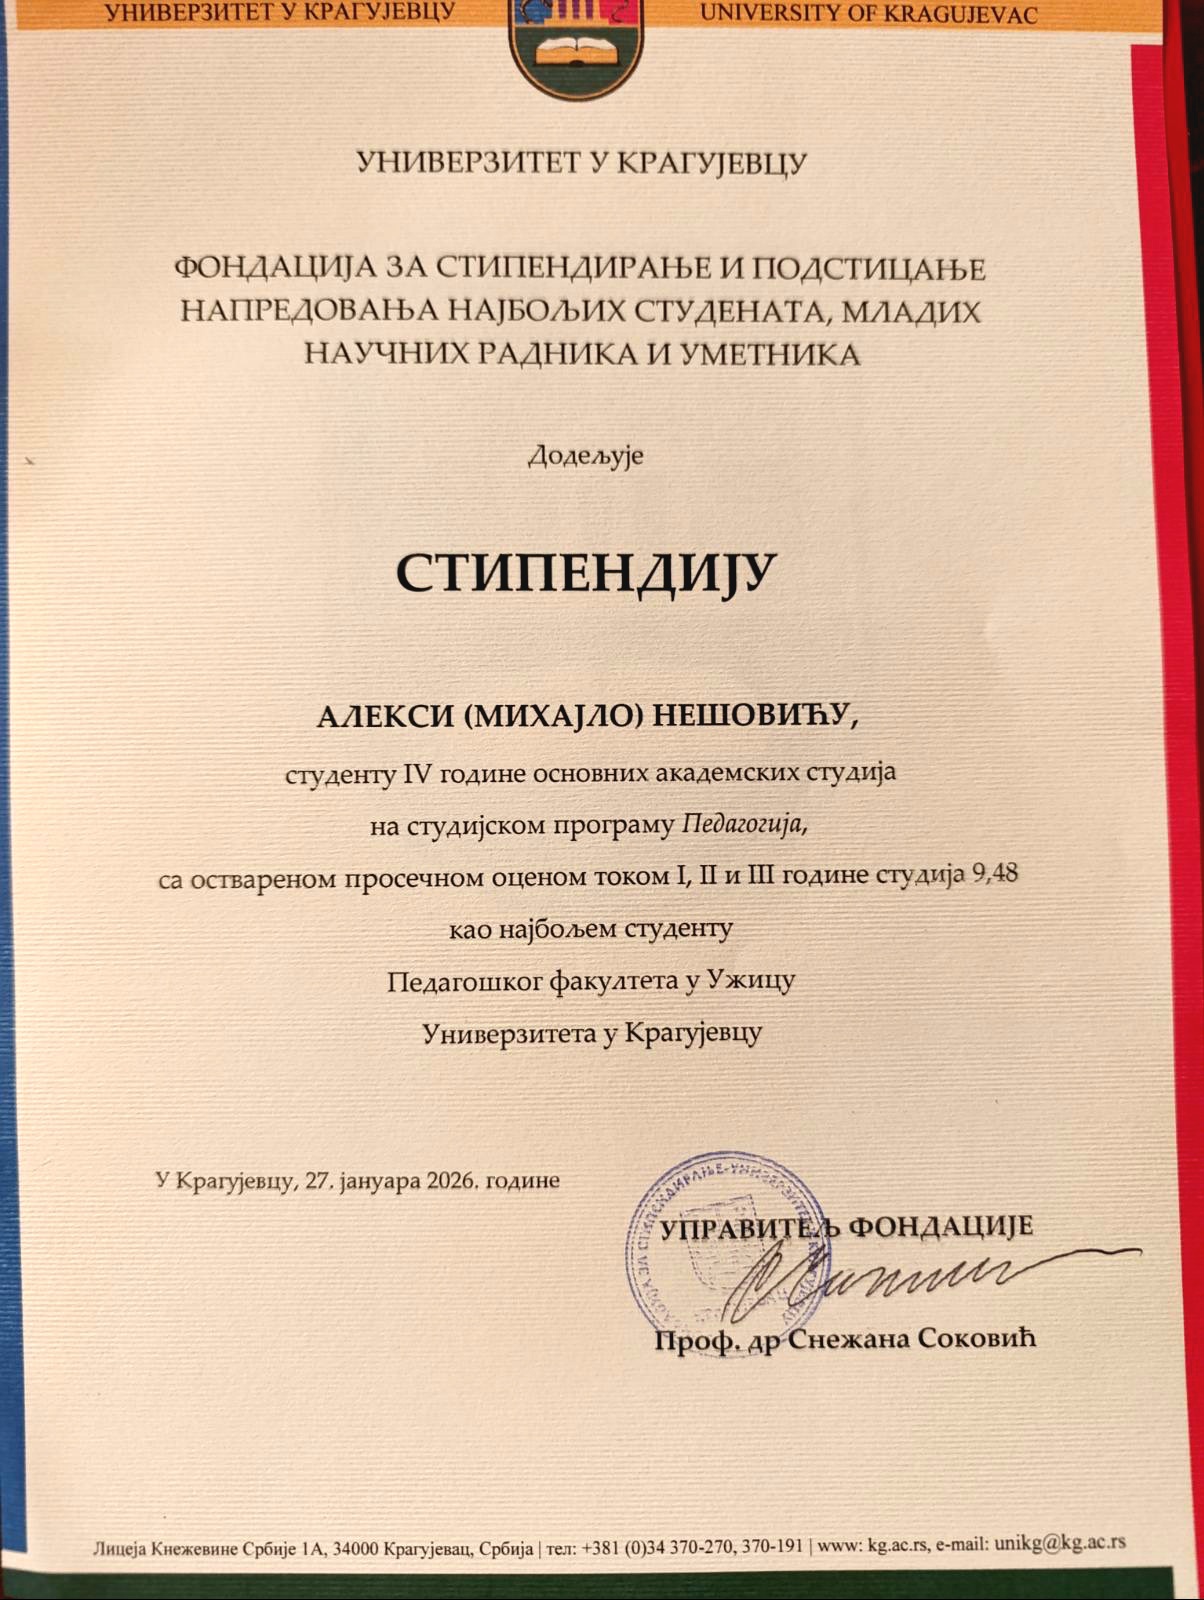 УНИВЕРЗИТЕТ У КРАГУЈЕВЦУ
UNIVERSITY OF KRAGUJEVAC
УНИВЕРЗИТЕТ У КРАГУЈЕВЦУ
ФОНДАЦИЈА ЗА СТИПЕНДИРАЊЕ И ПОДСТИЦАЊЕ
НАПРЕДОВАЊА НАЈБОЉИХ СТУДЕНАТА, МЛАДИХ
НАУЧНИХ РАДНИКА И УМЕТНИКА
Додељује
СТИПЕНДИЈУ
АЛЕКСИ (МИХАЈЛО) НЕШОВИЋУ,
студенту IV године основних академских студија
на студијском програму Педагогија,
са оствареном просечном оценом током I, II и III године студија 9,48
као најбољем студенту
Педагошког факултета у Ужицу
Универзитета у Крагујевцу
У Крагујевцу, 27. јануара 2026. године
УПРАВИТЕЉ ФОНДАЦИЈЕ
Проф. др Снежана Соковић
Лицеја Кнежевине Србије 1А, 34000 Крагујевац, Србија | тел: +381 (0)34 370-270, 370-191 | www: kg.ac.rs, e-mail: unikg@kg.ac.rs